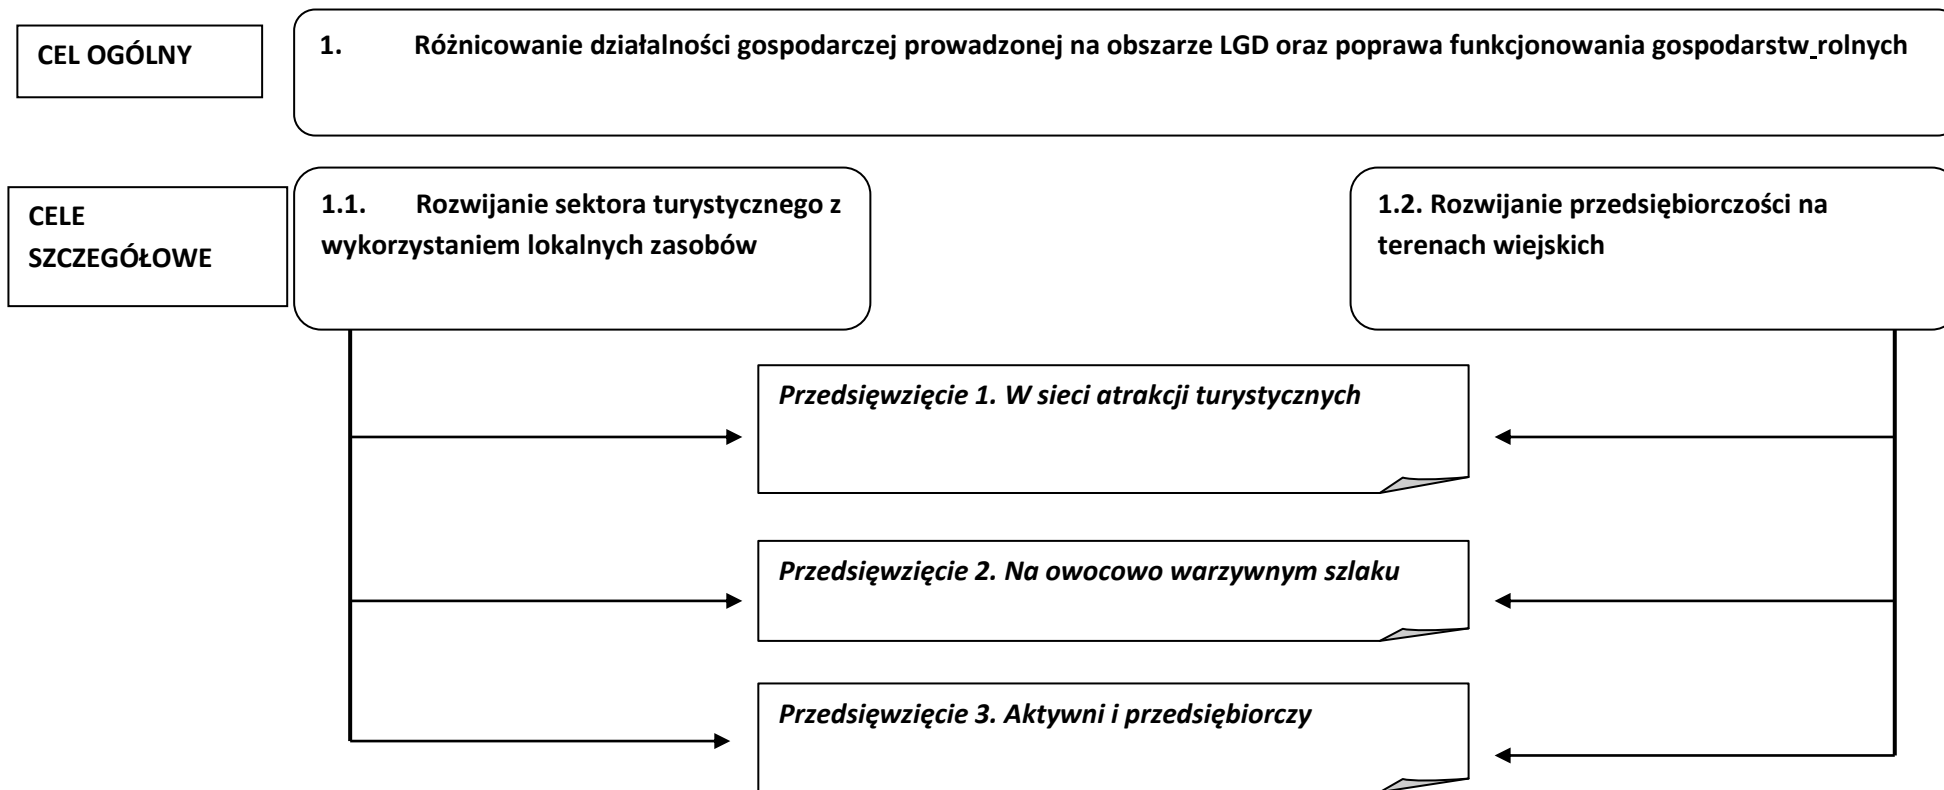 CEL OGÓLNY
1. Różnicowanie działalności gospodarczej prowadzonej na obszarze LGD oraz poprawa funkcjonowania gospodarstw rolnych
CELE
SZCZEGÓŁOWE
1.1. Rozwijanie sektora turystycznego z
wykorzystaniem lokalnych zasobów
1.2. Rozwijanie przedsiębiorczości na
terenach wiejskich
Przedsięwzięcie 1. W sieci atrakcji turystycznych
Przedsięwzięcie 2. Na owocowo warzywnym szlaku
Przedsięwzięcie 3. Aktywni i przedsiębiorczy